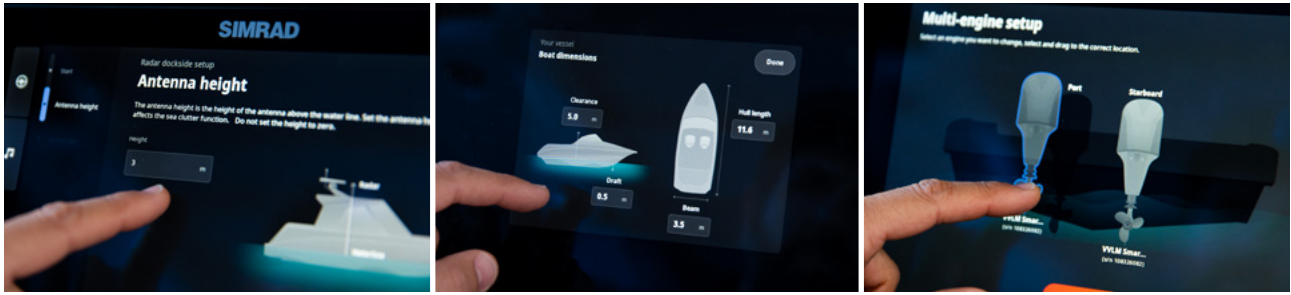 SIMRAD
Radar dockside setup
Antenna height
Start
Antenna height
The antenna height is the height of the antenna above the water line. Set the antenna
affects the sea clutter function. Do not set the height to zero.
Height
3 m
Radar
Waterline
Your vessel
Boat dimensions
Done
Clearance
5.0 m
Hull length
11.6 m
Draft
0.5 m
Beam
3.5 m
Multi-engine setup
Select an engine you want to change, select and drag to the correct location.
Port
Starboard
VVLM Smar...
VVLM Smar...